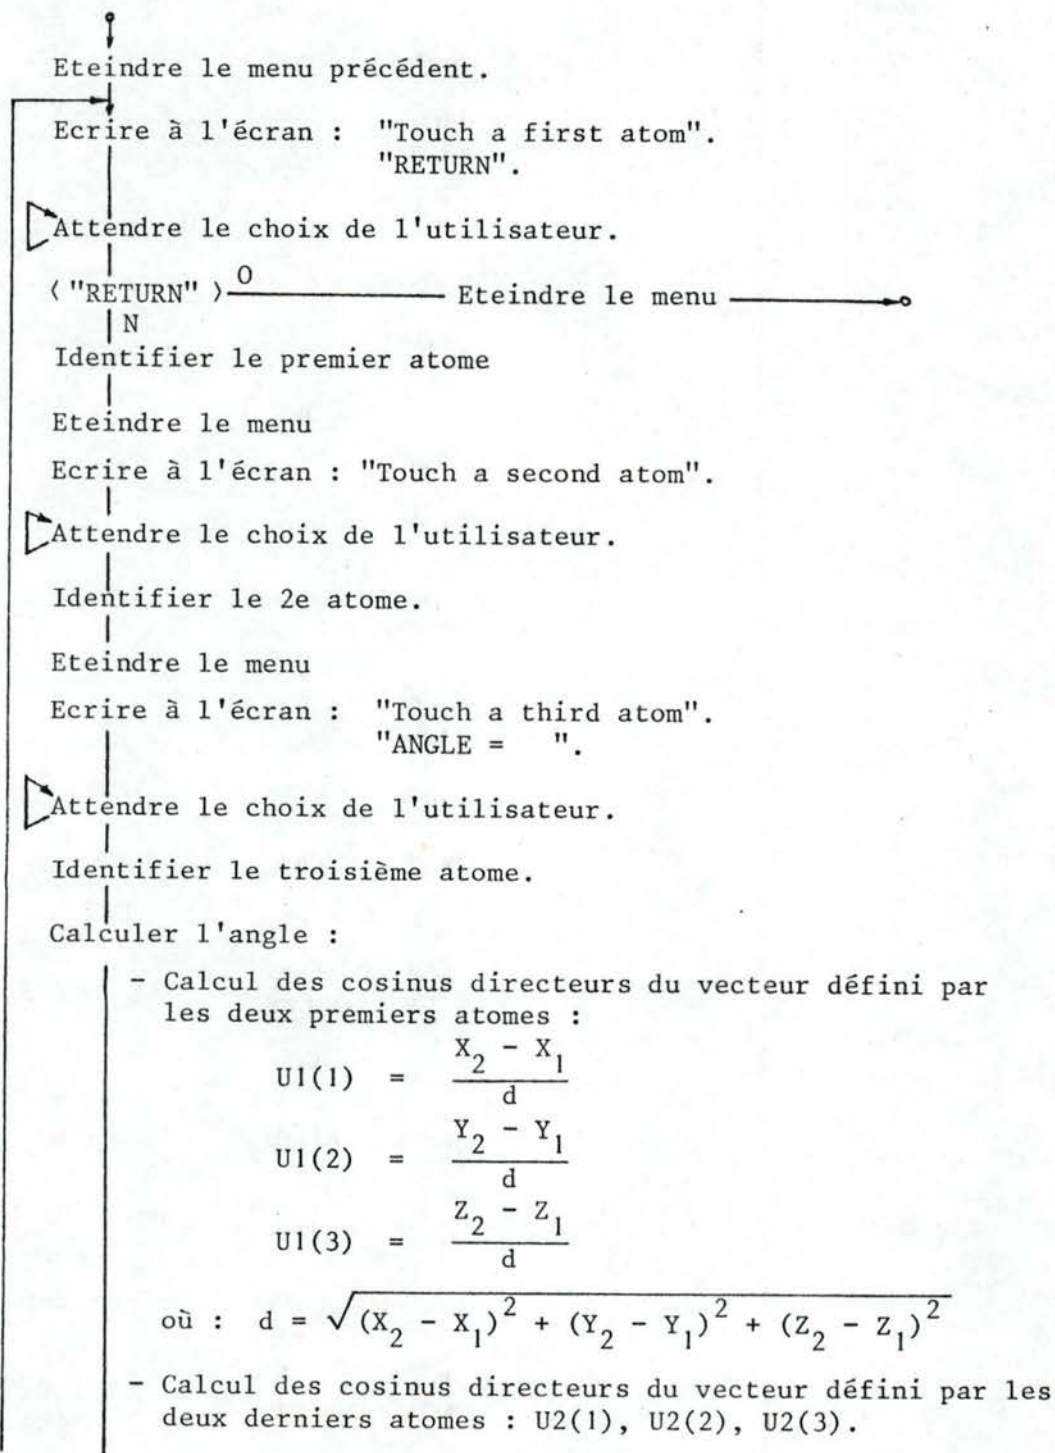 Eteindre le menu précédent.
Ecrire à l'écran : "Touch a first atom".
"RETURN".
Attendre le choix de l'utilisateur.
⟨ "RETURN" ⟩ O Eteindre le menu
N
Identifier le premier atome
Eteindre le menu
Ecrire à l'écran : "Touch a second atom".
Attendre le choix de l'utilisateur.
Identifier le 2e atome.
Eteindre le menu
Ecrire à l'écran : "Touch a third atom".
"ANGLE =   ".
Attendre le choix de l'utilisateur.
Identifier le troisième atome.
Calculer l'angle :
- Calcul des cosinus directeurs du vecteur défini par
les deux premiers atomes :
U1(1) = (X₂ - X₁) / d
U1(2) = (Y₂ - Y₁) / d
U1(3) = (Z₂ - Z₁) / d
où : d = √(X₂ - X₁)² + (Y₂ - Y₁)² + (Z₂ - Z₁)²
- Calcul des cosinus directeurs du vecteur défini par les
deux derniers atomes : U2(1), U2(2), U2(3).